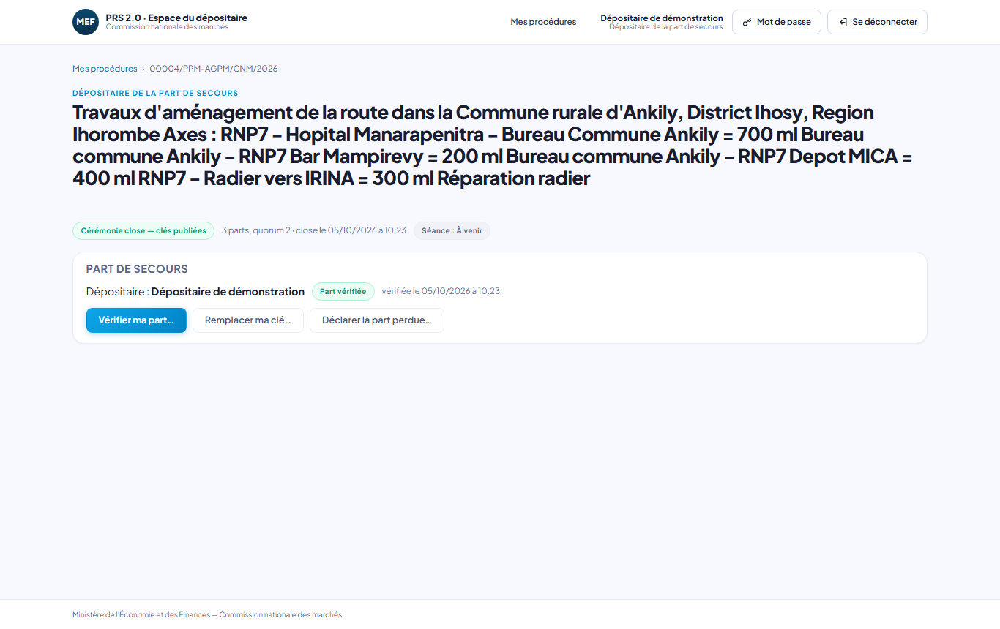 MEF
PRS 2.0 · Espace du dépositaire
Commission nationale des marchés
Mes procédures
Dépositaire de démonstration
Dépositaire de la part de secours
Mot de passe
Se déconnecter
Mes procédures › 00004/PPM-AGPM/CNM/2026
DÉPOSITAIRE DE LA PART DE SECOURS
Travaux d'aménagement de la route dans la Commune rurale d'Ankily, District Ihosy, Region
Ihorombe Axes : RNP7 – Hopital Manarapenitra – Bureau Commune Ankily = 700 ml Bureau
commune Ankily – RNP7 Bar Mampirevy = 200 ml Bureau commune Ankily – RNP7 Depot MICA =
400 ml RNP7 – Radier vers IRINA = 300 ml Réparation radier
Cérémonie close — clés publiées
3 parts, quorum 2 · close le 05/10/2026 à 10:23
Séance : À venir
PART DE SECOURS
Dépositaire : Dépositaire de démonstration
Part vérifiée
vérifiée le 05/10/2026 à 10:23
Vérifier ma part…
Remplacer ma clé…
Déclarer la part perdue…
Ministère de l'Économie et des Finances — Commission nationale des marchés